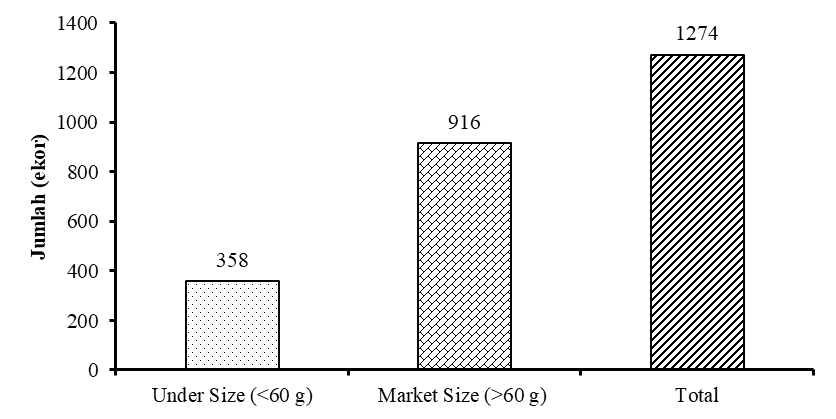 Jumlah (ekor)
1400
1200
1000
800
600
400
200
0
358
916
1274
Under Size (<60 g)
Market Size (>60 g)
Total